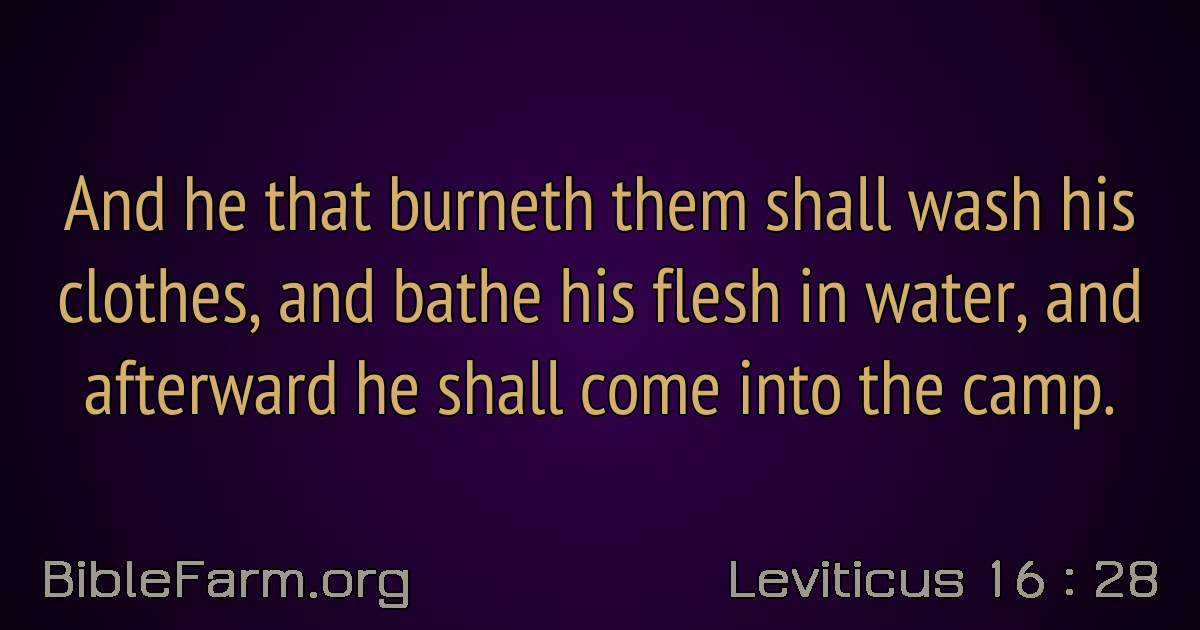 And he that burneth them shall wash his
clothes, and bathe his flesh in water, and
afterward he shall come into the camp.
BibleFarm.org
Leviticus 16 : 28